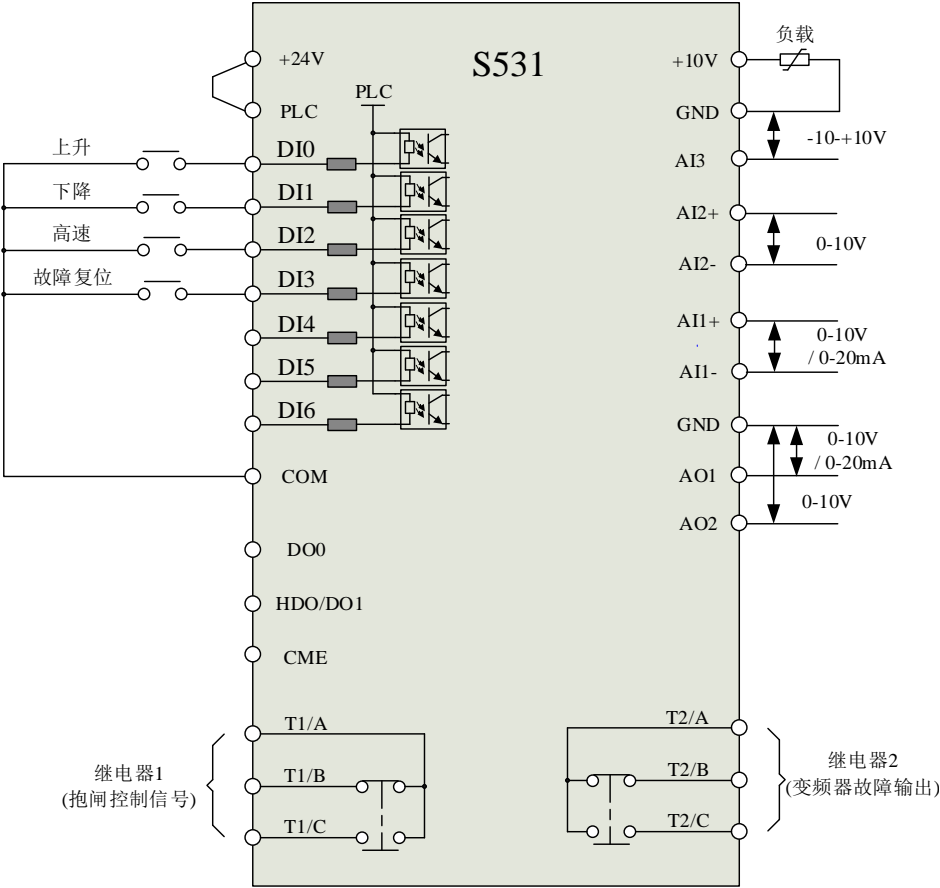 S531
+24V
PLC
PLC
上升
DI0
下降
DI1
高速
DI2
故障复位
DI3
DI4
DI5
DI6
COM
DO0
HDO/DO1
CME
T1/A
T1/B
T1/C
继电器1
(抱闸控制信号)
负载
+10V
GND
-10-+10V
AI3
AI2+
0-10V
AI2-
AI1+
0-10V
/ 0-20mA
AI1-
GND
0-10V
/ 0-20mA
AO1
0-10V
AO2
T2/A
T2/B
T2/C
继电器2
(变频器故障输出)